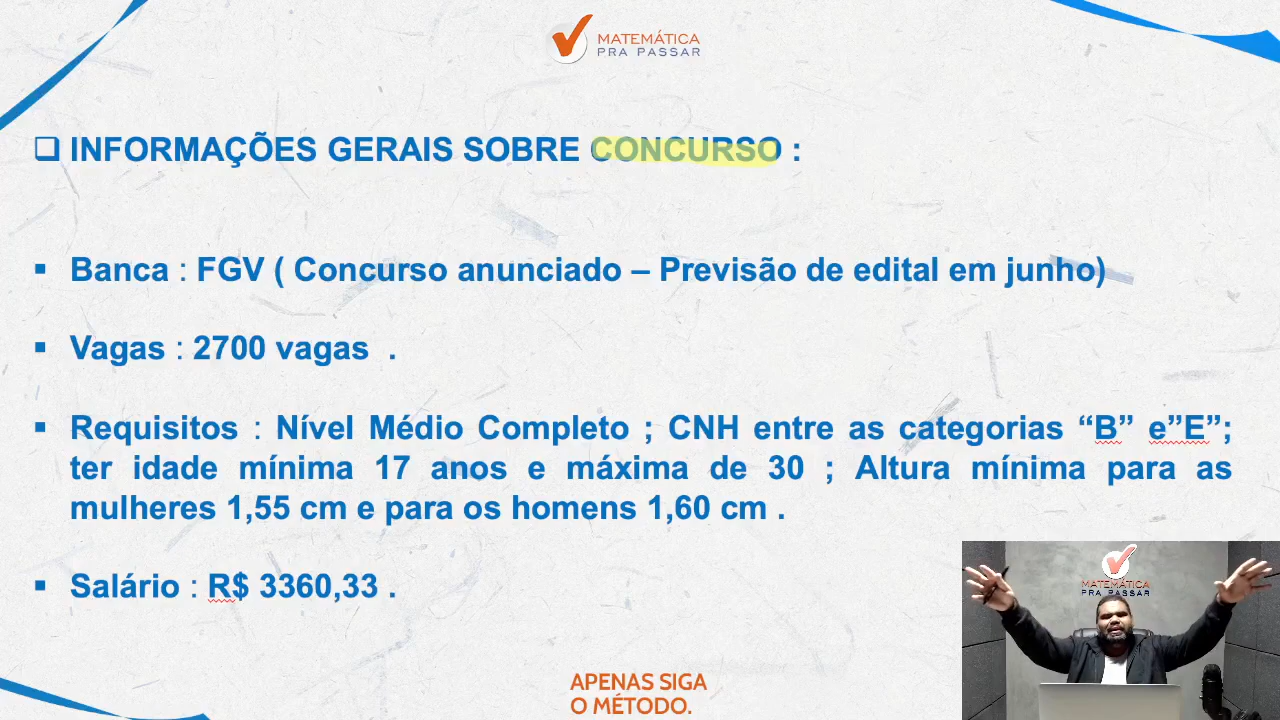 MATEMÁTICA
PRA PASSAR
INFORMAÇÕES GERAIS SOBRE CONCURSO :
Banca : FGV ( Concurso anunciado – Previsão de edital em junho)
Vagas : 2700 vagas .
Requisitos : Nível Médio Completo ; CNH entre as categorias “B” e”E”;
ter idade mínima 17 anos e máxima de 30 ; Altura mínima para as
mulheres 1,55 cm e para os homens 1,60 cm .
Salário : R$ 3360,33 .
MATEMÁTICA
PRA PASSAR
APENAS SIGA
O MÉTODO.